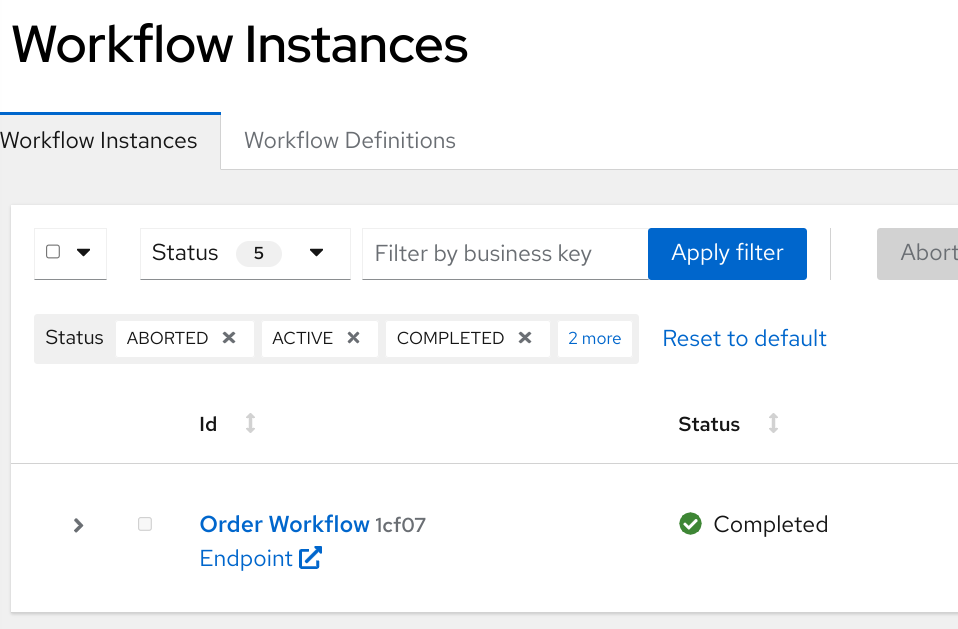 Workflow Instances
Workflow Instances Workflow Definitions
Status 5 Filter by business key Apply filter Abort
Status ABORTED ACTIVE COMPLETED 2 more Reset to default
Id Status
Order Workflow 1cf07 Completed
Endpoint